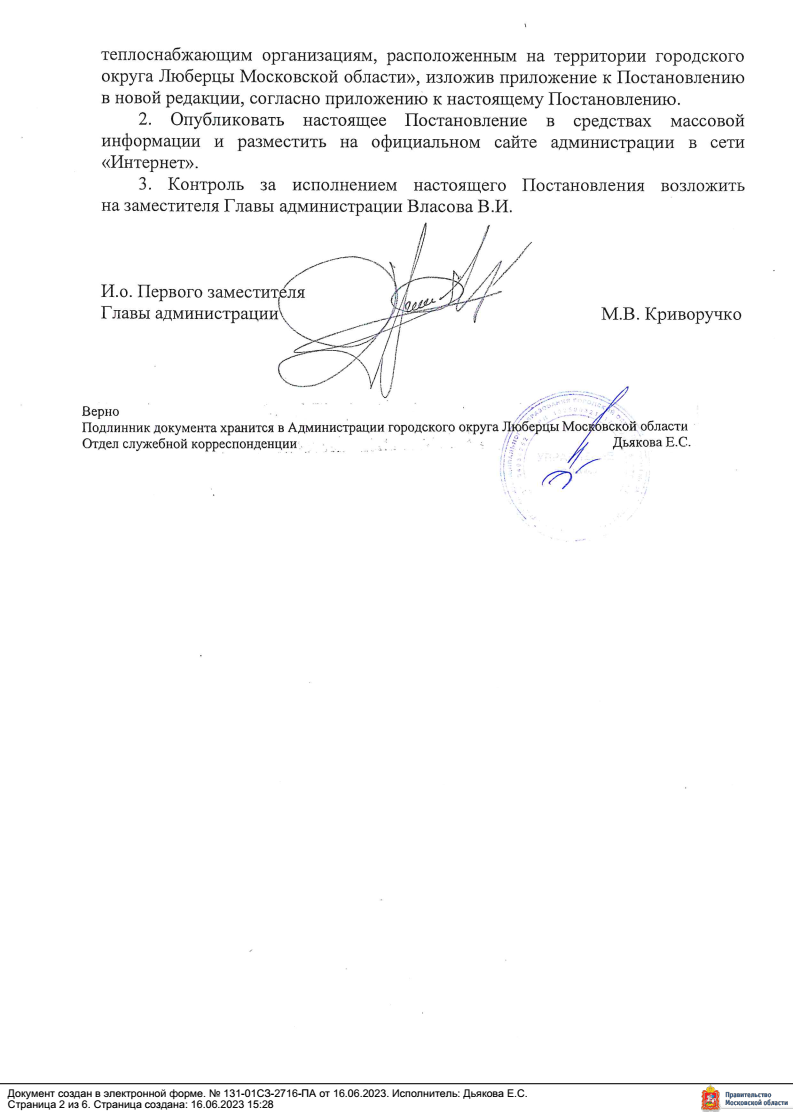 теплоснабжающим организациям, расположенным на территории городского
округа Люберцы Московской области», изложив приложение к Постановлению
в новой редакции, согласно приложению к настоящему Постановлению.
2. Опубликовать настоящее Постановление в средствах массовой
информации и разместить на официальном сайте администрации в сети
«Интернет».
3. Контроль за исполнением настоящего Постановления возложить
на заместителя Главы администрации Власова В.И.
И.о. Первого заместителя
Главы администрации М.В. Криворучко
Верно
Подлинник документа хранится в Администрации городского округа Люберцы Московской области
Отдел служебной корреспонденции Дьякова Е.С.
Документ создан в электронной форме. № 131-01СЗ-2716-ПА от 16.06.2023. Исполнитель: Дьякова Е.С.
Страница 2 из 6. Страница создана: 16.06.2023 15:28
Правительство
Московской области